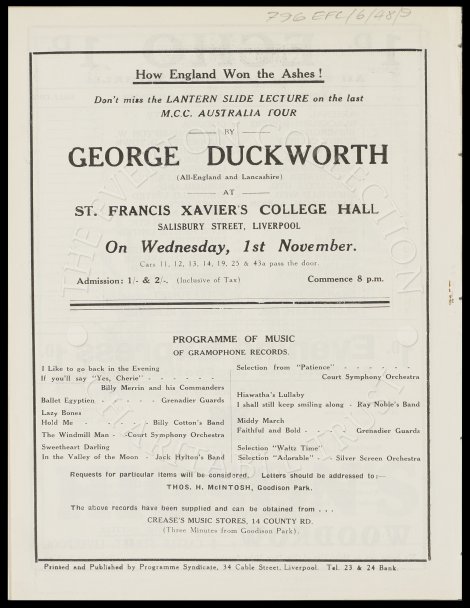 796 EFC/6/48/9
How England Won the Ashes!
Don't miss the LANTERN SLIDE LECTURE on the last
M.C.C. AUSTRALIA TOUR
BY
GEORGE DUCKWORTH
(All-England and Lancashire)
AT
ST. FRANCIS XAVIER'S COLLEGE HALL
SALISBURY STREET, LIVERPOOL
On Wednesday, 1st November.
Cars 11, 12, 13, 14, 19, 25 & 43a pass the door.
Admission: 1/- & 2/-. (Inclusive of Tax) Commence 8 p.m.
PROGRAMME OF MUSIC
OF GRAMOPHONE RECORDS.
I Like to go back in the Evening
If you'll say "Yes, Cherie" - - - - - -
Billy Merrin and his Commanders
Ballet Egyptien - - - - Grenadier Guards
Lazy Bones
Hold Me - - - - - Billy Cotton's Band
The Windmill Man - Court Symphony Orchestra
Sweetheart Darling
In the Valley of the Moon - Jack Hylton's Band
Selection from "Patience" - - - - - -
Court Symphony Orchestra
Hiawatha's Lullaby
I shall still keep smiling along - Ray Noble's Band
Middy March
Faithful and Bold - - - - Grenadier Guards
Selection "Waltz Time"
Selection "Adorable" - - Silver Screen Orchestra
Requests for particular items will be considered. Letters should be addressed to:—
THOS. H. McINTOSH, Goodison Park.
The above records have been supplied and can be obtained from . . .
CREASE'S MUSIC STORES, 14 COUNTY RD.
(Three Minutes from Goodison Park).
Printed and Published by Programme Syndicate, 34 Cable Street, Liverpool. Tel. 23 & 24 Bank.
THE EVERTON COLLECTION